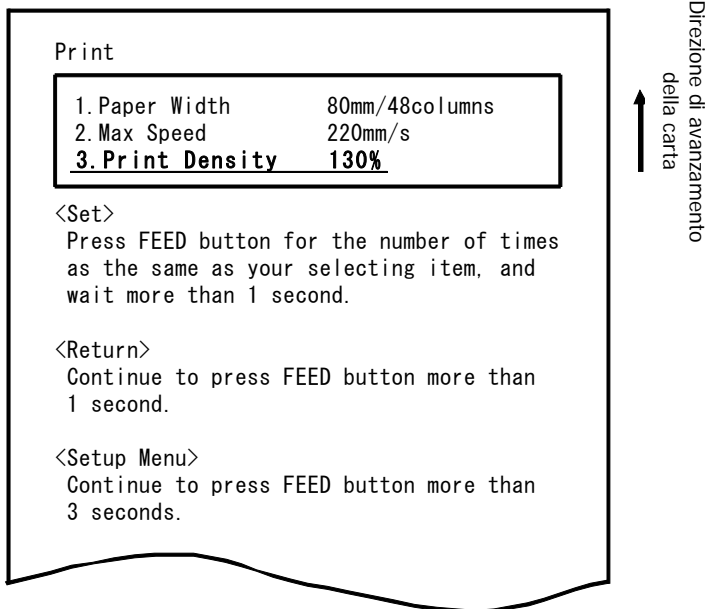 Print
1.Paper Width 80mm/48columns
2.Max Speed 220mm/s
3.Print Density 130%
<Set>
Press FEED button for the number of times
as the same as your selecting item, and
wait more than 1 second.
<Return>
Continue to press FEED button more than
1 second.
<Setup Menu>
Continue to press FEED button more than
3 seconds.
Direzione di avanzamento
della carta